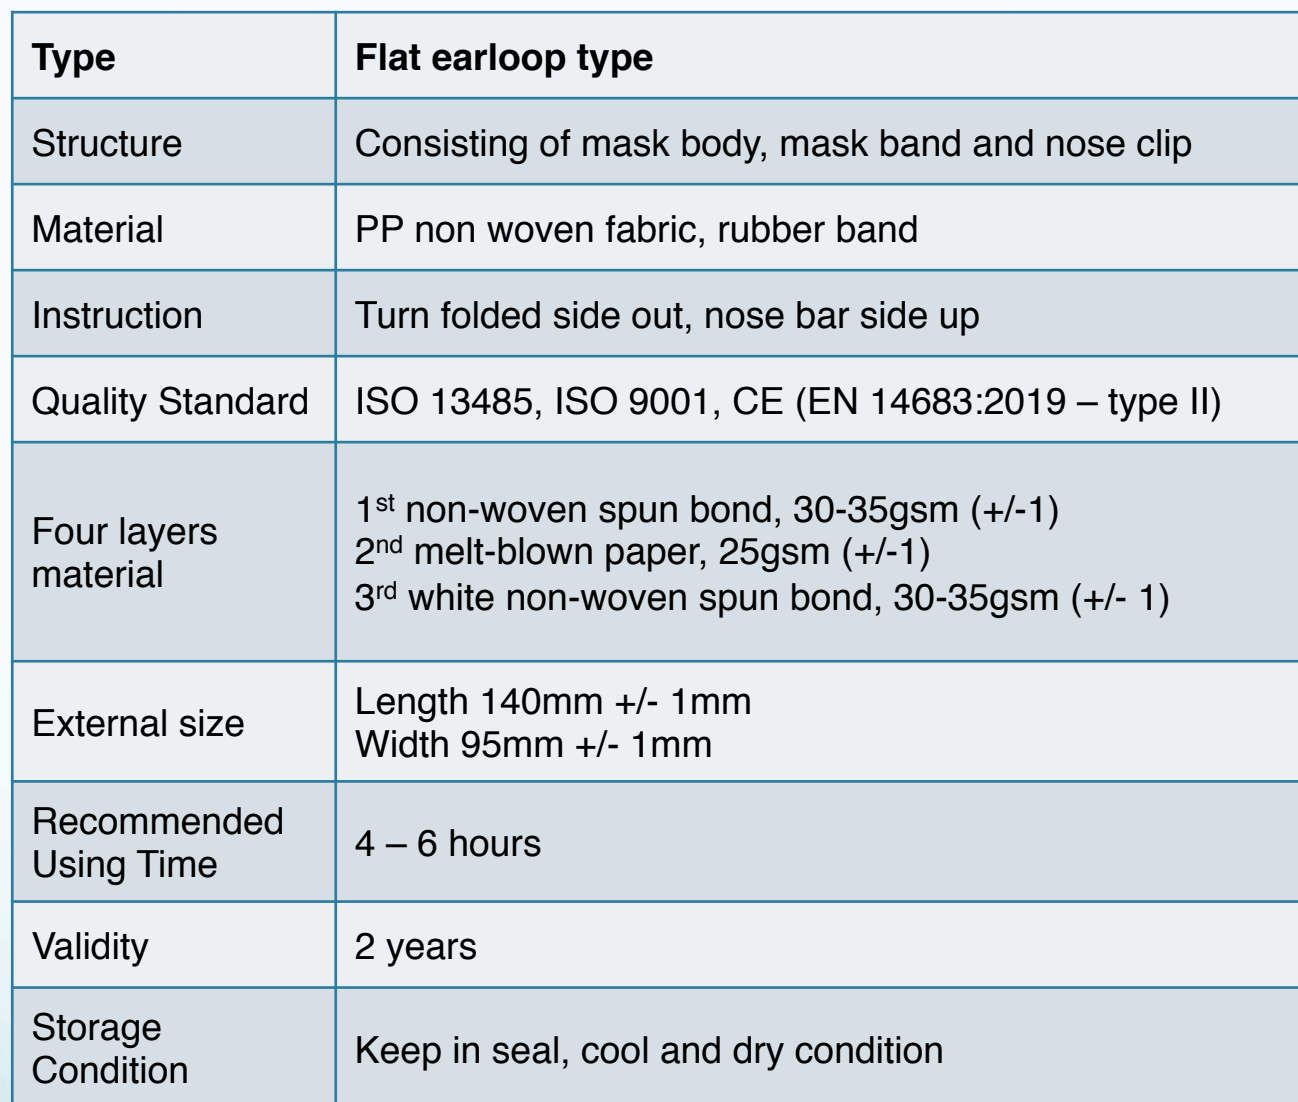 Type Flat earloop type
Structure Consisting of mask body, mask band and nose clip
Material PP non woven fabric, rubber band
Instruction Turn folded side out, nose bar side up
Quality Standard ISO 13485, ISO 9001, CE (EN 14683:2019 – type II)
Four layers
material
1st non-woven spun bond, 30-35gsm (+/-1)
2nd melt-blown paper, 25gsm (+/-1)
3rd white non-woven spun bond, 30-35gsm (+/- 1)
External size
Length 140mm +/- 1mm
Width 95mm +/- 1mm
Recommended
Using Time
4 – 6 hours
Validity 2 years
Storage
Condition
Keep in seal, cool and dry condition